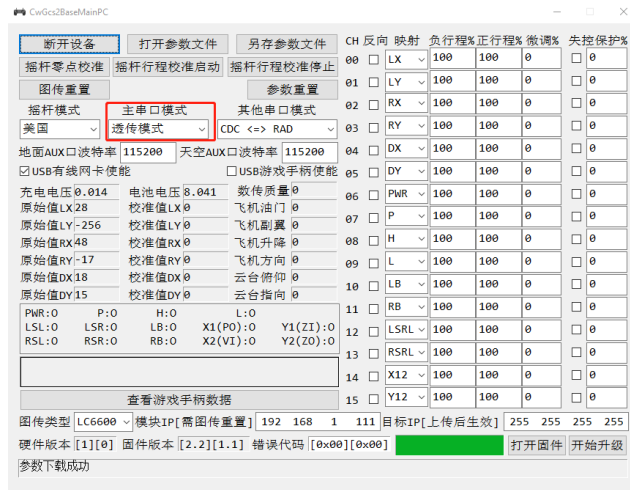 CwGcs2BaseMainPC
断开设备 打开参数文件 另存参数文件 CH 反向 映射 负行程% 正行程% 微调% 失控保护%
摇杆零点校准 摇杆行程校准启动 摇杆行程校准停止 00 LX 100 100 0 0
图传重置 参数重置 01 LY 100 100 0 0
摇杆模式 主串口模式 其他串口模式 02 RX 100 100 0 0
美国 透传模式 CDC <=> RAD 03 RY 100 100 0 0
地面AUX口波特率 115200 天空AUX口波特率 115200 04 DX 100 100 0 0
USB有线网卡使能 USB游戏手柄使能 05 DY 100 100 0 0
充电电压 0.014 电池电压 8.041 数传质量 0 06 PWR 100 100 0 0
原始值LX 28 校准值LX 0 飞机油门 0 07 P 100 100 0 0
原始值LY -256 校准值LY 0 飞机副翼 0
原始值RX 48 校准值RX 0 飞机升降 0 08 H 100 100 0 0
原始值RY -17 校准值RY 0 飞机方向 0 09 L 100 100 0 0
原始值DX 18 校准值DX 0 云台俯仰 0 10 LB 100 100 0 0
原始值DY 15 校准值DY 0 云台指向 0
PWR:0 P:0 H:0 L:0 11 RB 100 100 0 0
LSL:0 LSR:0 LB:0 X1(PO):0 Y1(ZI):0 12 LSRL 100 100 0 0
RSL:0 RSR:0 RB:0 X2(VI):0 Y2(ZO):0
13 RSRL 100 100 0 0
14 X12 100 100 0 0
查看游戏手柄数据 15 Y12 100 100 0 0
图传类型 LC6600 模块IP[需图传重置] 192 168 1 111 目标IP[上传后生效] 255 255 255 255
硬件版本 [1][0] 固件版本 [2.2][1.1] 错误代码 [0x00][0x00] 打开固件 开始升级
参数下载成功